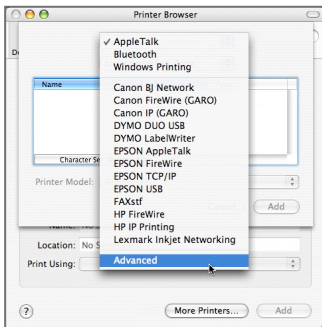 Printer Browser
✓ AppleTalk
Bluetooth
Windows Printing
Name
Canon BJ Network
Canon FireWire (GARO)
Canon IP (GARO)
DYMO DUO USB
DYMO LabelWriter
EPSON AppleTalk
EPSON FireWire
EPSON TCP/IP
EPSON USB
FAXstf
HP FireWire
HP IP Printing
Lexmark Inkjet Networking
Advanced
Character Se
Printer Model:
Add
Name:
Location: No S
Print Using:
?
More Printers...
Add